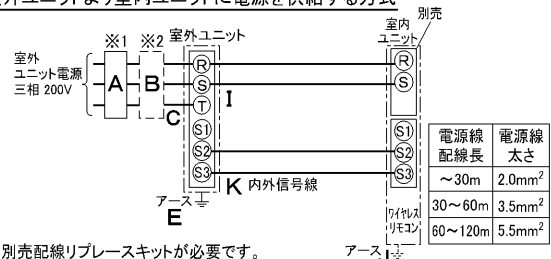 室外ユニットより室内ユニットに電源を供給する方式
別売
※1 ※2 室外ユニット
室内
ユニット
室外
ユニット電源
三相 200V
A B C
R
S
T
S1
S2
S3
I
K 内外信号線
アース
E
R
S
S1
S2
S3
ワイヤレス
リモコン
アース
電源線配線長 電源線太さ
～30m 2.0mm²
30～60m 3.5mm²
60～120m 5.5mm²
別売配線リプレースキットが必要です。